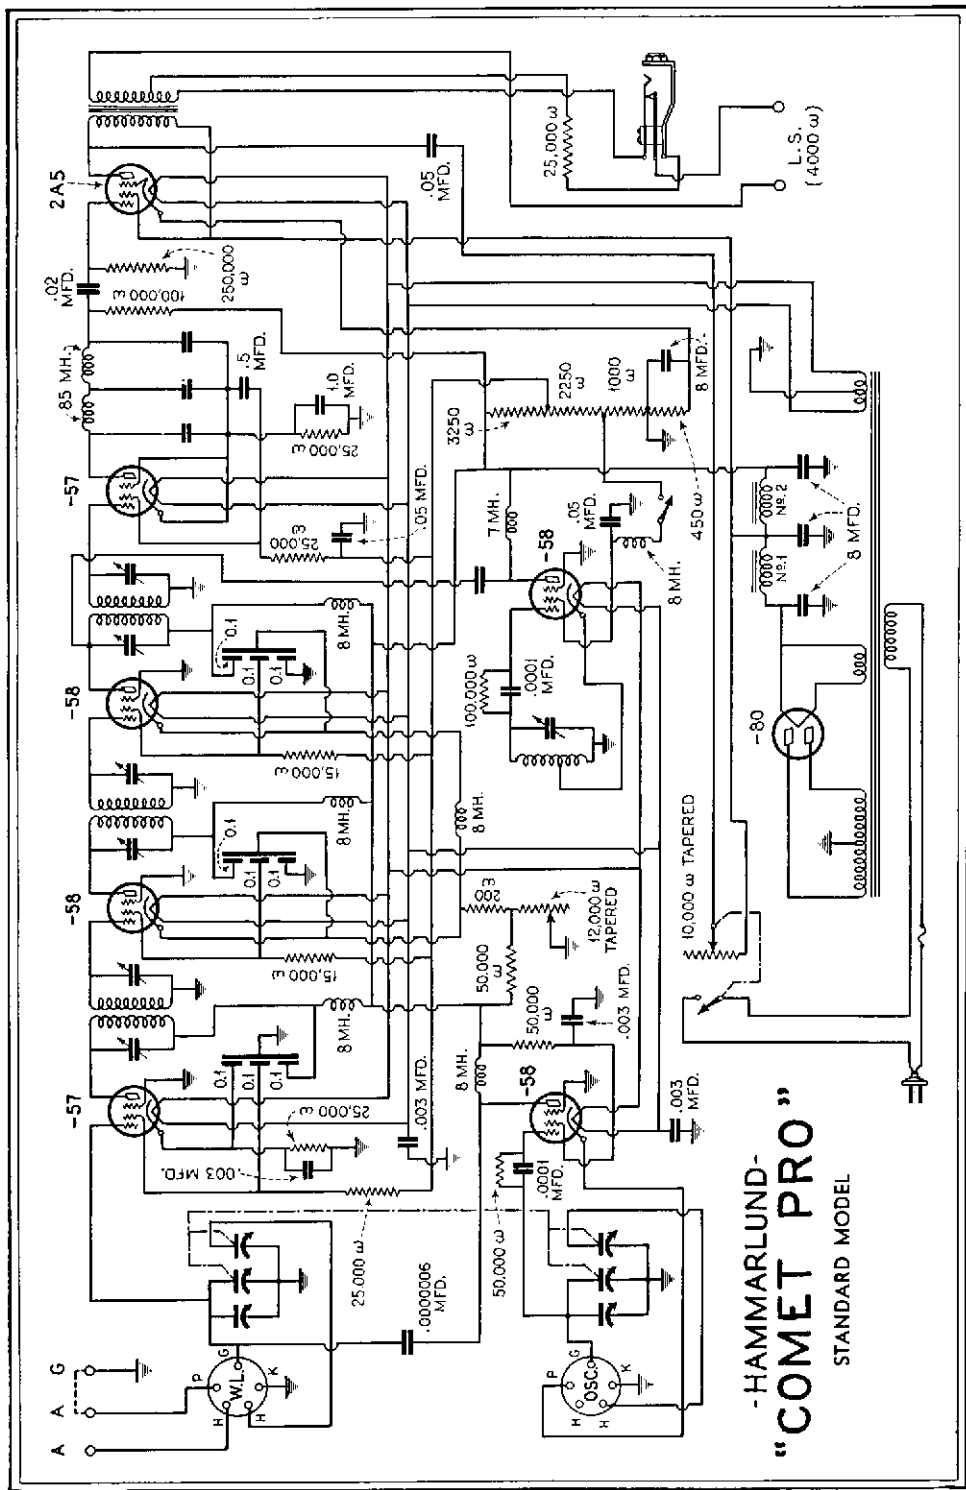 A
A
G
W.L.
P
G
K
H
H
-57
-58
-58
-57
2A5
.85 MH.
.02 MFD.
100,000 ω
250,000 ω
.5 MFD.
1.0 MFD.
25,000 ω
.05 MFD.
25,000 ω
L.S.
(4000 ω)
25,000 ω
.05 MFD.
0.1
0.1
0.1
8 MH.
15,000 ω
0.1
0.1
0.1
8 MH.
15,000 ω
0.1
0.1
0.1
8 MH.
25,000 ω
.003 MFD.
25,000 ω
.003 MFD.
.0000006 MFD.
8 MH.
8 MH.
200 ω
12,000 ω TAPERED
50,000 ω
50,000 ω
.003 MFD.
-58
50,000 ω
.0001 MFD.
.003 MFD.
OSC.
P
G
K
H
H
100,000 ω
.0001 MFD.
-58
7 MH.
.05 MFD.
8 MH.
3250 ω
2250 ω
1000 ω
450 ω
8 MFD.
Nº.1
Nº.2
8 MFD.
-80
10,000 ω TAPERED
-HAMMARLUND-
"COMET PRO"
STANDARD MODEL